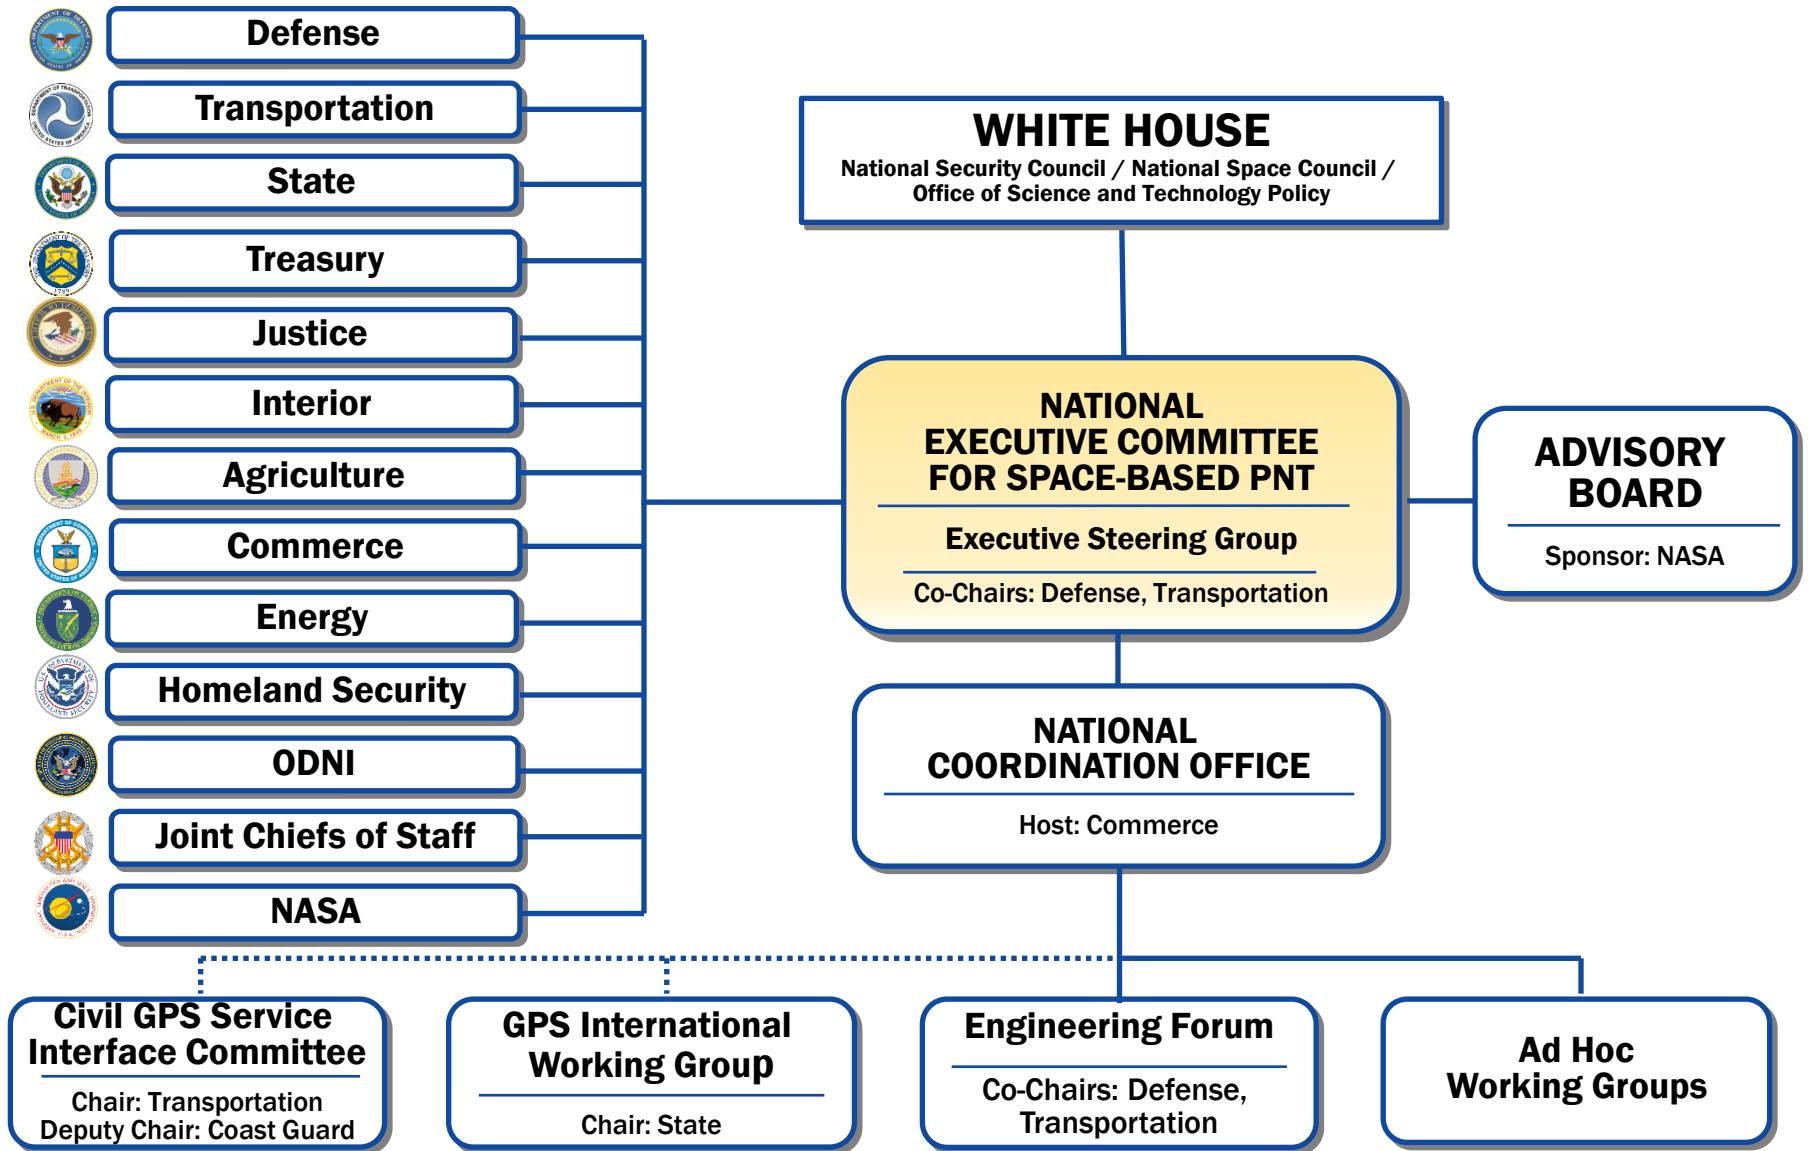 Defense
Transportation
State
Treasury
Justice
Interior
Agriculture
Commerce
Energy
Homeland Security
ODNI
Joint Chiefs of Staff
NASA
WHITE HOUSE
National Security Council / National Space Council /
Office of Science and Technology Policy
NATIONAL
EXECUTIVE COMMITTEE
FOR SPACE-BASED PNT
Executive Steering Group
Co-Chairs: Defense, Transportation
ADVISORY
BOARD
Sponsor: NASA
NATIONAL
COORDINATION OFFICE
Host: Commerce
Civil GPS Service
Interface Committee
Chair: Transportation
Deputy Chair: Coast Guard
GPS International
Working Group
Chair: State
Engineering Forum
Co-Chairs: Defense,
Transportation
Ad Hoc
Working Groups